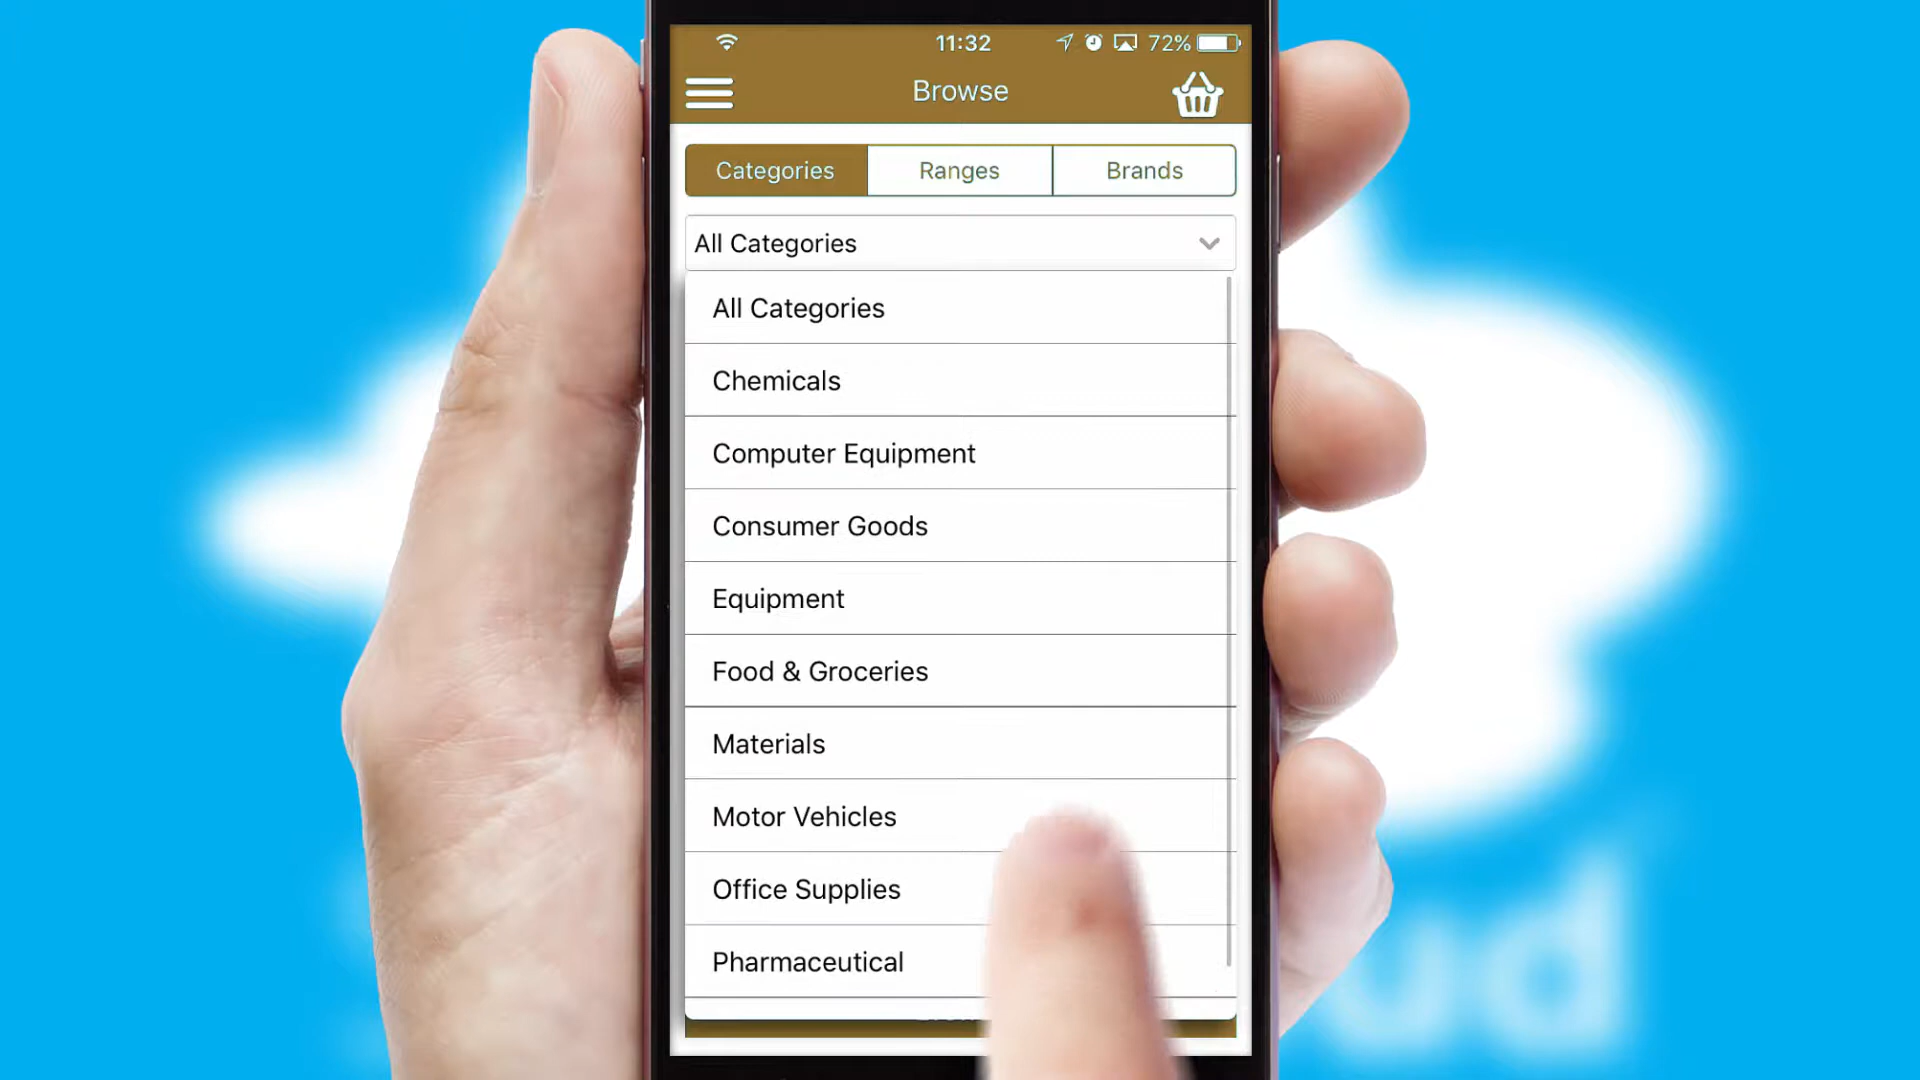 11:32
72%
Browse
Categories
Ranges
Brands
All Categories
All Categories
Chemicals
Computer Equipment
Consumer Goods
Equipment
Food & Groceries
Materials
Motor Vehicles
Office Supplies
Pharmaceutical
ud